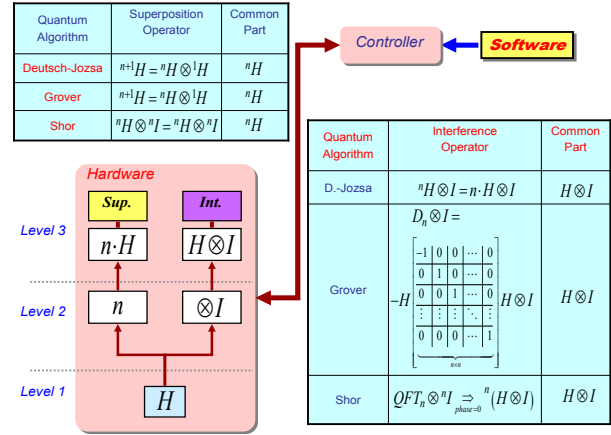 Quantum Algorithm | Superposition Operator | Common Part
Deutsch-Jozsa | ⁿ⁺¹H = ⁿH ⊗ ¹H | ⁿH
Grover | ⁿ⁺¹H = ⁿH ⊗ ¹H | ⁿH
Shor | ⁿH ⊗ ⁿI = ⁿH ⊗ ⁿI | ⁿH
Controller
Software
Hardware
Sup.
Int.
Level 3
n·H
H⊗I
Level 2
n
⊗I
Level 1
H
Quantum Algorithm | Interference Operator | Common Part
D.-Jozsa | ⁿH ⊗ I = n·H ⊗ I | H ⊗ I
Grover | Dₙ ⊗ I =
-1 | 0 | 0 | ⋯ | 0
0 | 1 | 0 | ⋯ | 0
-H | 0 | 0 | 1 | ⋯ | 0 | H ⊗ I | H ⊗ I
⋮ | ⋮ | ⋮ | ⋱ | ⋮
0 | 0 | 0 | ⋯ | 1
n×n
Shor | QFTₙ ⊗ ⁿI ⇒ ⁿ(H ⊗ I) | H ⊗ I
phase=0